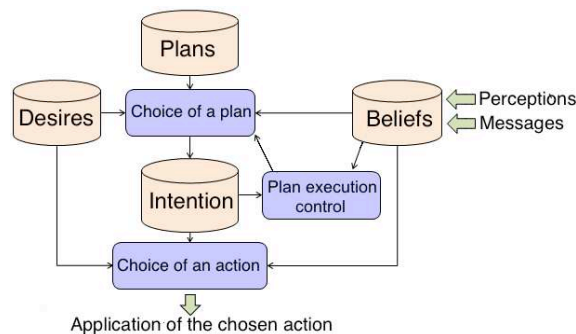 Plans
Desires
Choice of a plan
Beliefs
Perceptions
Messages
Intention
Plan execution
control
Choice of an action
Application of the chosen action